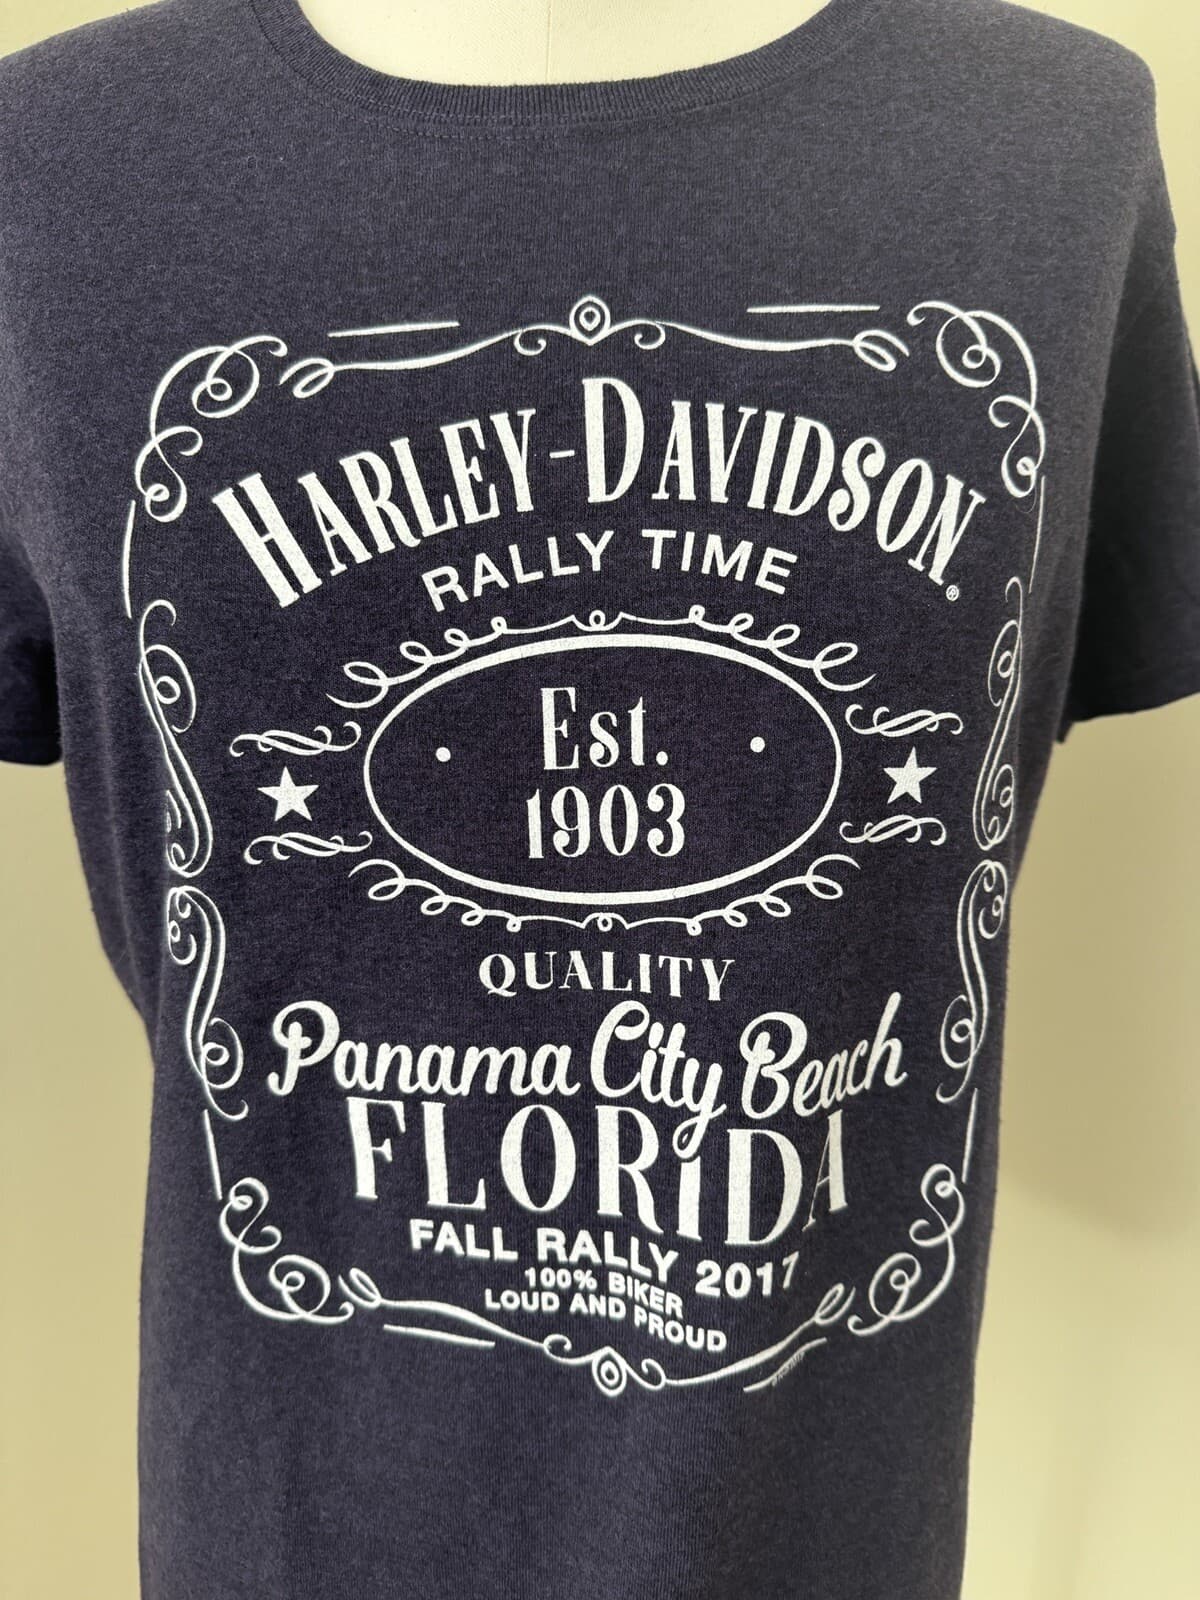 HARLEY-DAVIDSON®
RALLY TIME
Est.
1903
QUALITY
Panama City Beach
FLORIDA
FALL RALLY 2017
100% BIKER
LOUD AND PROUD